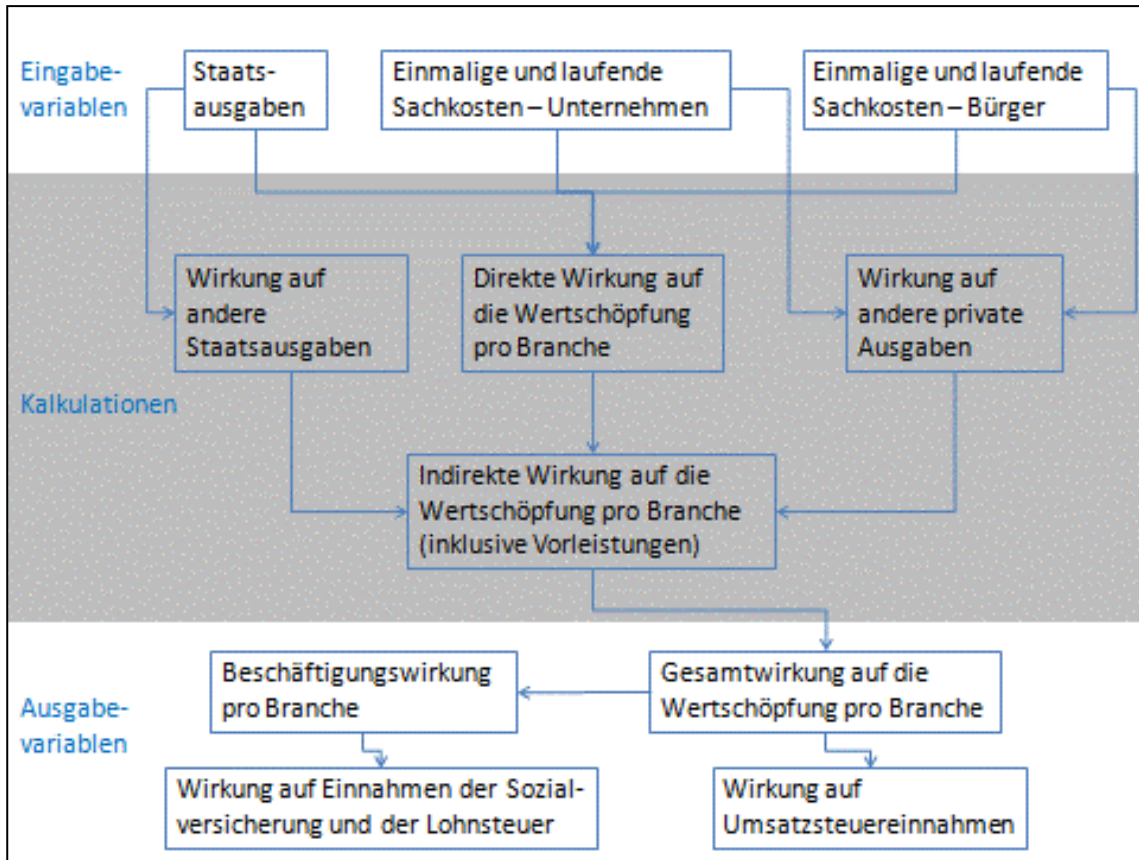 Eingabe-
variablen
Staats-
ausgaben
Einmalige und laufende
Sachkosten – Unternehmen
Einmalige und laufende
Sachkosten – Bürger
Kalkulationen
Wirkung auf
andere
Staatsausgaben
Direkte Wirkung auf
die Wertschöpfung
pro Branche
Wirkung auf
andere private
Ausgaben
Indirekte Wirkung auf die
Wertschöpfung pro Branche
(inklusive Vorleistungen)
Ausgabe-
variablen
Beschäftigungswirkung
pro Branche
Gesamtwirkung auf die
Wertschöpfung pro Branche
Wirkung auf Einnahmen der Sozial-
versicherung und der Lohnsteuer
Wirkung auf
Umsatzsteuereinnahmen